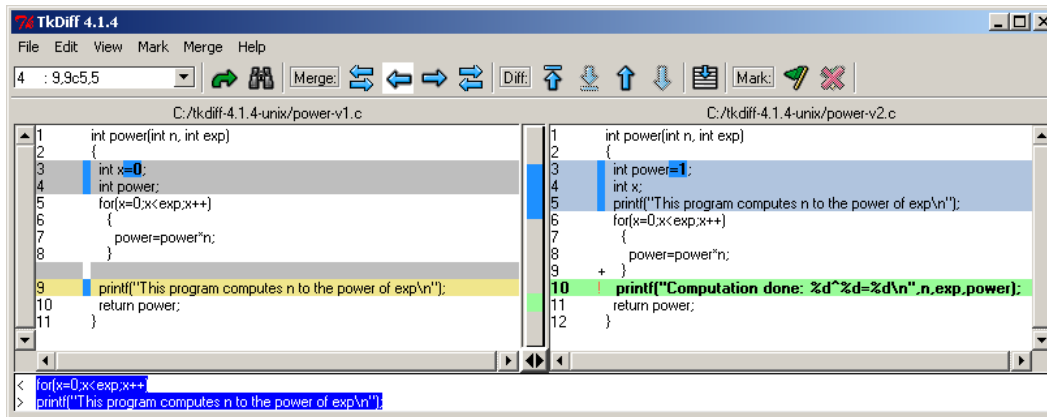 TkDiff 4.1.4
File Edit View Mark Merge Help
4 : 9,9c5,5 Merge: Diff: Mark:
C:/tkdiff-4.1.4-unix/power-v1.c
1 int power(int n, int exp)
2 {
3 int x=0;
4 int power;
5 for(x=0;x<exp;x++)
6 {
7 power=power*n;
8 }
9 printf("This program computes n to the power of exp\n");
10 return power;
11 }
C:/tkdiff-4.1.4-unix/power-v2.c
1 int power(int n, int exp)
2 {
3 int power=1;
4 int x;
5 printf("This program computes n to the power of exp\n");
6 for(x=0;x<exp;x++)
7 {
8 power=power*n;
9 + }
10 ! printf("Computation done: %d^%d=%d\n",n,exp,power);
11 return power;
12 }
< for(x=0;x<exp;x++)
> printf("This program computes n to the power of exp\n");